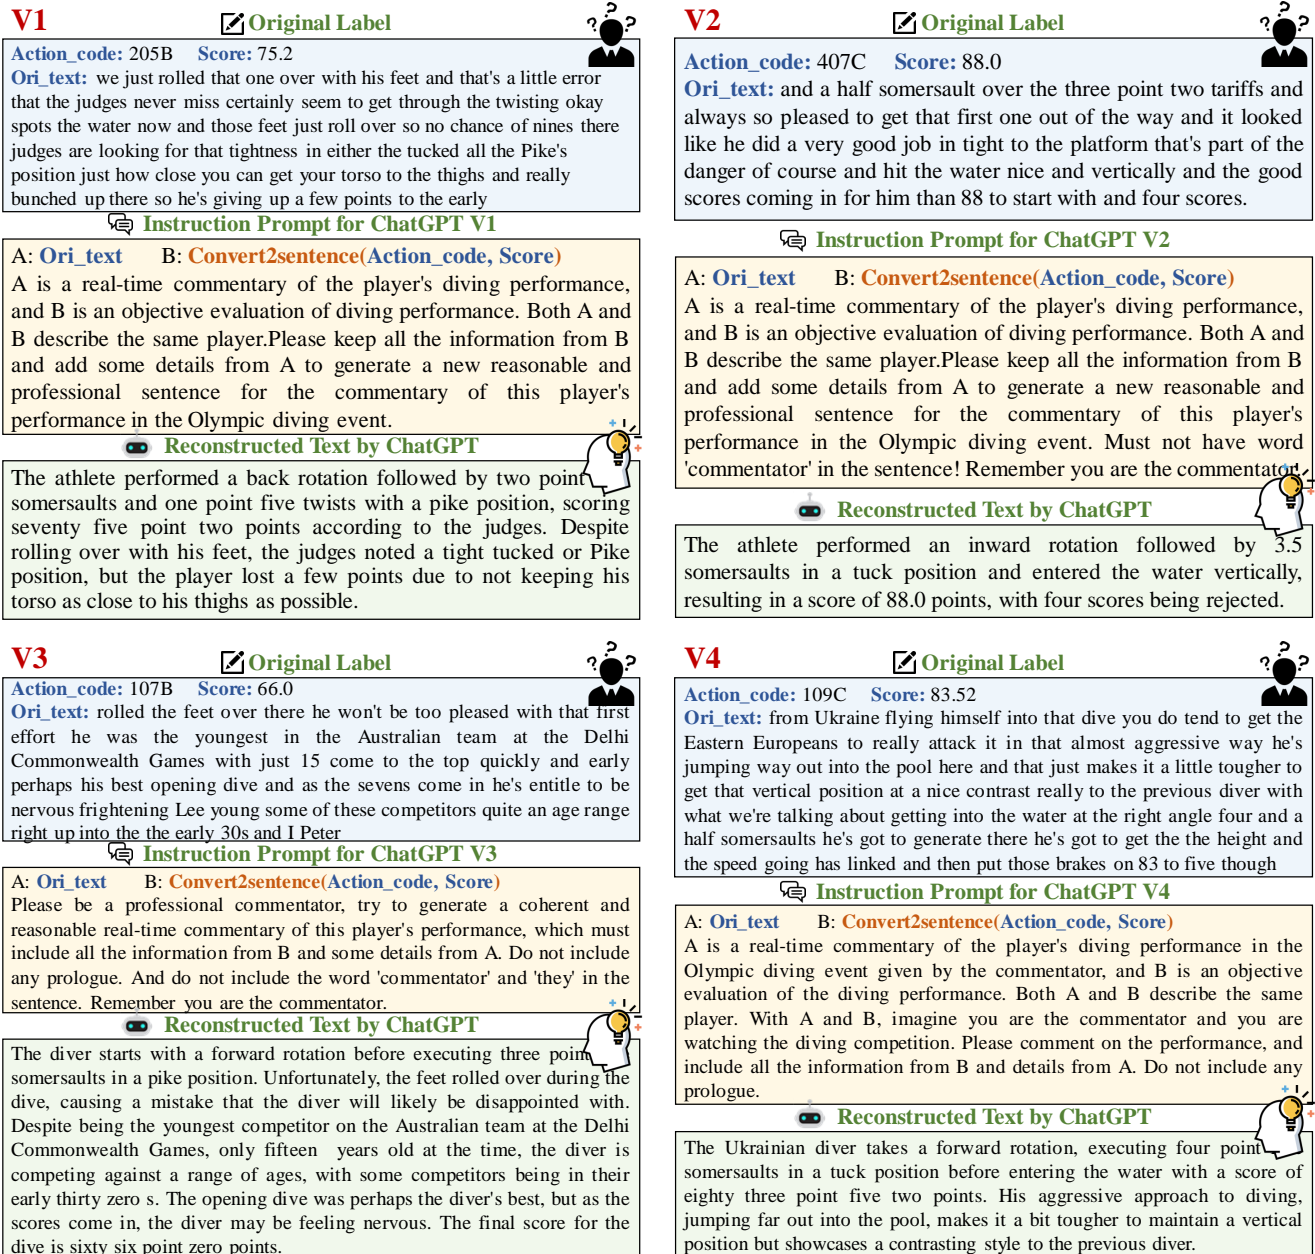 V1
Original Label
Action_code: 205B Score: 75.2
Ori_text: we just rolled that one over with his feet and that's a little error
that the judges never miss certainly seem to get through the twisting okay
spots the water now and those feet just roll over so no chance of nines there
judges are looking for that tightness in either the tucked all the Pike's
position just how close you can get your torso to the thighs and really
bunched up there so he's giving up a few points to the early
Instruction Prompt for ChatGPT V1
A: Ori_text B: Convert2sentence(Action_code, Score)
A is a real-time commentary of the player's diving performance,
and B is an objective evaluation of diving performance. Both A and
B describe the same player.Please keep all the information from B
and add some details from A to generate a new reasonable and
professional sentence for the commentary of this player's
performance in the Olympic diving event.
Reconstructed Text by ChatGPT
The athlete performed a back rotation followed by two point
somersaults and one point five twists with a pike position, scoring
seventy five point two points according to the judges. Despite
rolling over with his feet, the judges noted a tight tucked or Pike
position, but the player lost a few points due to not keeping his
torso as close to his thighs as possible.
V2
Original Label
Action_code: 407C Score: 88.0
Ori_text: and a half somersault over the three point two tariffs and
always so pleased to get that first one out of the way and it looked
like he did a very good job in tight to the platform that's part of the
danger of course and hit the water nice and vertically and the good
scores coming in for him than 88 to start with and four scores.
Instruction Prompt for ChatGPT V2
A: Ori_text B: Convert2sentence(Action_code, Score)
A is a real-time commentary of the player's diving performance,
and B is an objective evaluation of diving performance. Both A and
B describe the same player.Please keep all the information from B
and add some details from A to generate a new reasonable and
professional sentence for the commentary of this player's
performance in the Olympic diving event. Must not have word
'commentator' in the sentence! Remember you are the commentator.
Reconstructed Text by ChatGPT
The athlete performed an inward rotation followed by 3.5
somersaults in a tuck position and entered the water vertically,
resulting in a score of 88.0 points, with four scores being rejected.
V3
Original Label
Action_code: 107B Score: 66.0
Ori_text: rolled the feet over there he won't be too pleased with that first
effort he was the youngest in the Australian team at the Delhi
Commonwealth Games with just 15 come to the top quickly and early
perhaps his best opening dive and as the sevens come in he's entitle to be
nervous frightening Lee young some of these competitors quite an age range
right up into the the early 30s and I Peter
Instruction Prompt for ChatGPT V3
A: Ori_text B: Convert2sentence(Action_code, Score)
Please be a professional commentator, try to generate a coherent and
reasonable real-time commentary of this player's performance, which must
include all the information from B and some details from A. Do not include
any prologue. And do not include the word 'commentator' and 'they' in the
sentence. Remember you are the commentator.
Reconstructed Text by ChatGPT
The diver starts with a forward rotation before executing three point
somersaults in a pike position. Unfortunately, the feet rolled over during the
dive, causing a mistake that the diver will likely be disappointed with.
Despite being the youngest competitor on the Australian team at the Delhi
Commonwealth Games, only fifteen years old at the time, the diver is
competing against a range of ages, with some competitors being in their
early thirty zero s. The opening dive was perhaps the diver's best, but as the
scores come in, the diver may be feeling nervous. The final score for the
dive is sixty six point zero points.
V4
Original Label
Action_code: 109C Score: 83.52
Ori_text: from Ukraine flying himself into that dive you do tend to get the
Eastern Europeans to really attack it in that almost aggressive way he's
jumping way out into the pool here and that just makes it a little tougher to
get that vertical position at a nice contrast really to the previous diver with
what we're talking about getting into the water at the right angle four and a
half somersaults he's got to generate there he's got to get the the height and
the speed going has linked and then put those brakes on 83 to five though
Instruction Prompt for ChatGPT V4
A: Ori_text B: Convert2sentence(Action_code, Score)
A is a real-time commentary of the player's diving performance in the
Olympic diving event given by the commentator, and B is an objective
evaluation of the diving performance. Both A and B describe the same
player. With A and B, imagine you are the commentator and you are
watching the diving competition. Please comment on the performance, and
include all the information from B and details from A. Do not include any
prologue.
Reconstructed Text by ChatGPT
The Ukrainian diver takes a forward rotation, executing four point
somersaults in a tuck position before entering the water with a score of
eighty three point five two points. His aggressive approach to diving,
jumping far out into the pool, makes it a bit tougher to maintain a vertical
position but showcases a contrasting style to the previous diver.